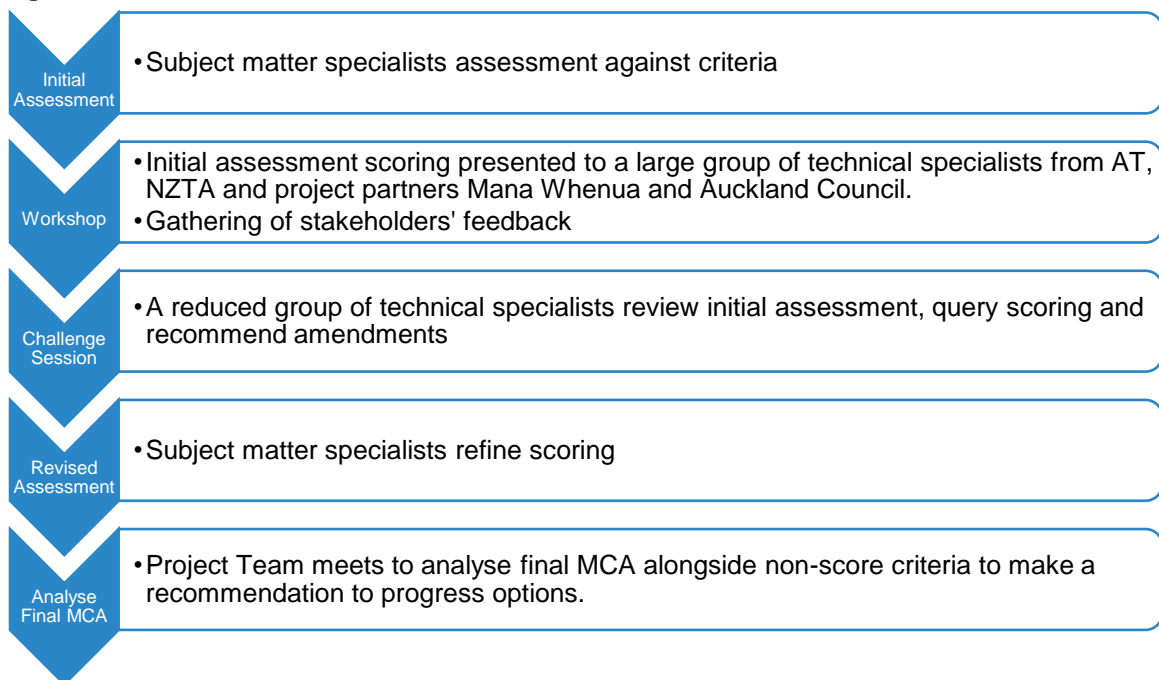 Initial
Assessment
•Subject matter specialists assessment against criteria
Workshop
•Initial assessment scoring presented to a large group of technical specialists from AT,
NZTA and project partners Mana Whenua and Auckland Council.
•Gathering of stakeholders' feedback
Challenge
Session
•A reduced group of technical specialists review initial assessment, query scoring and
recommend amendments
Revised
Assessment
•Subject matter specialists refine scoring
Analyse
Final MCA
•Project Team meets to analyse final MCA alongside non-score criteria to make a
recommendation to progress options.